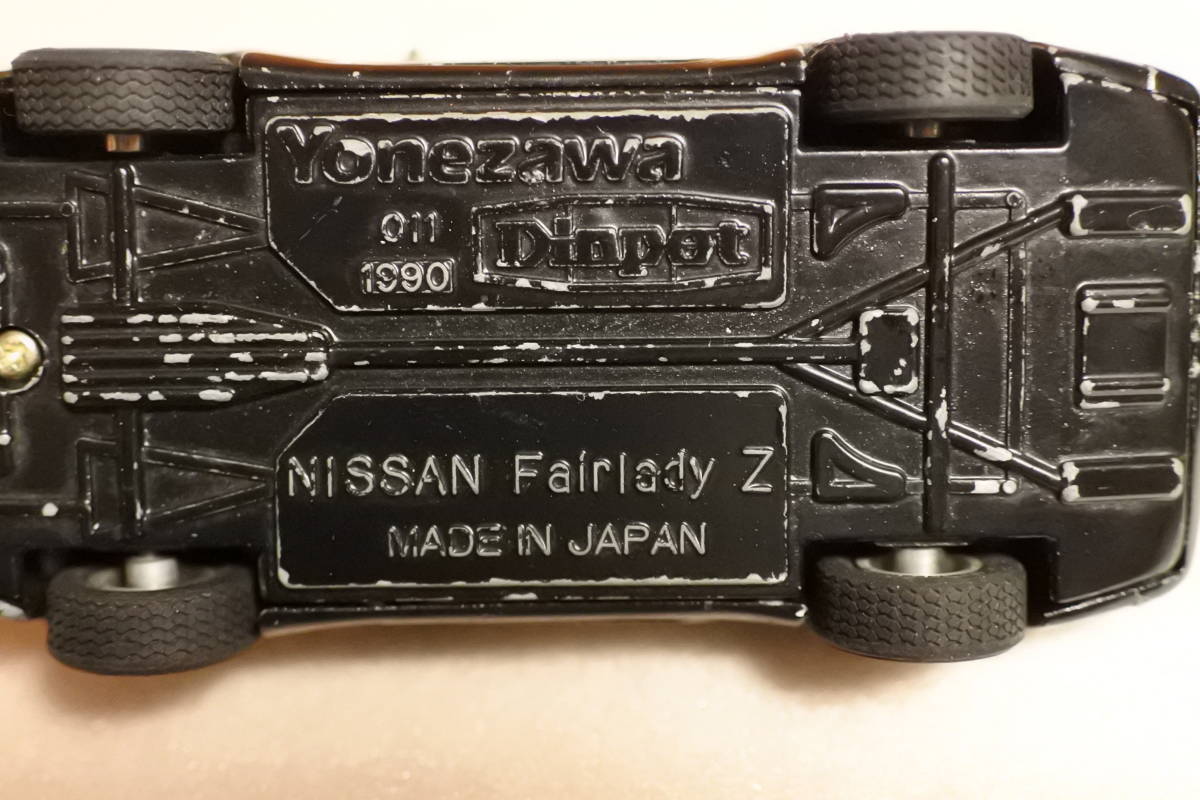 Yonezawa
011
1990
Diapet
NISSAN Fairlady Z
MADE IN JAPAN